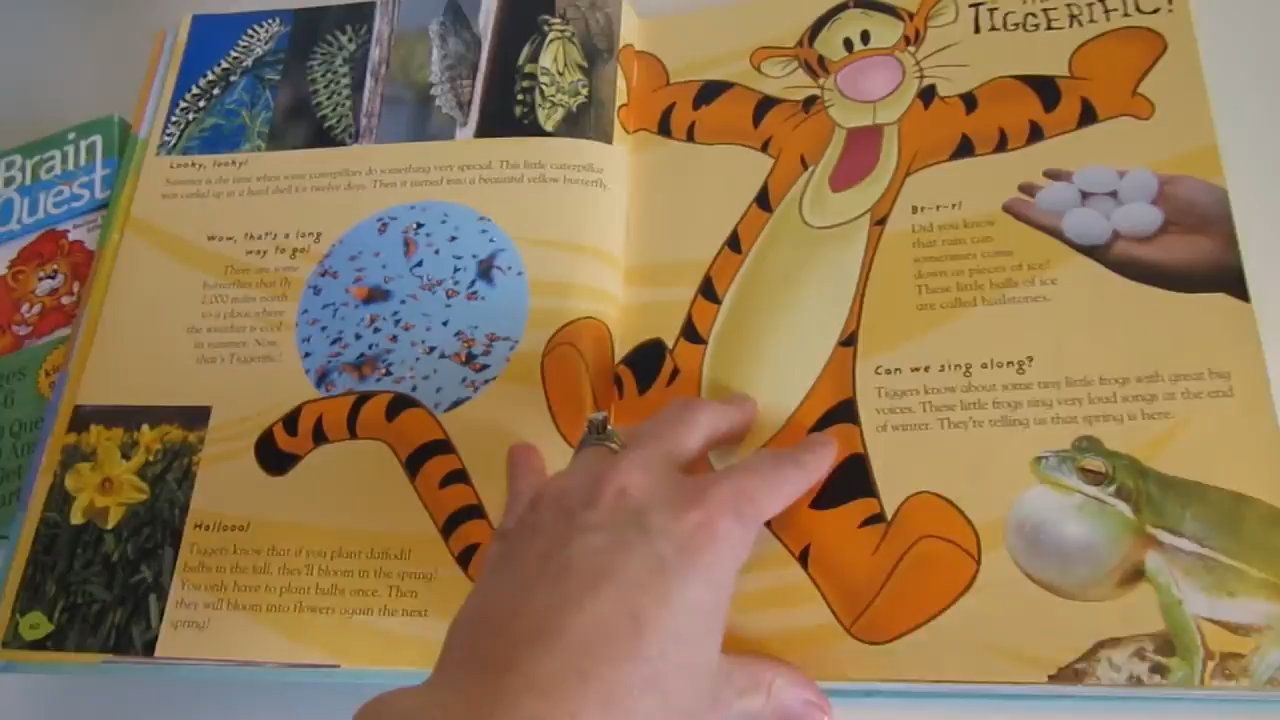 Brain
Quest
TIGGERIFIC!
Looky, looky!
Summer is the time when some caterpillars do something very special. This little caterpillar
was curled up in a hard shell for twelve days. Then it turned into a beautiful yellow butterfly.
Wow, that's a long
way to go!
There are some
butterflies that fly
2,000 miles north
to a place where
the weather is cool
in summer. Now,
that's Tiggerific!
Hallooo!
Tiggers know that if you plant daffodil
bulbs in the fall, they'll bloom in the spring!
You only have to plant bulbs once. Then
they will bloom into flowers again the next
spring!
Br-r-r!
Did you know
that rain can
sometimes come
down as pieces of ice?
These little balls of ice
are called hailstones.
Can we sing along?
Tiggers know about some tiny little frogs with great big
voices. These little frogs sing very loud songs at the end
of winter. They're telling us that spring is here.